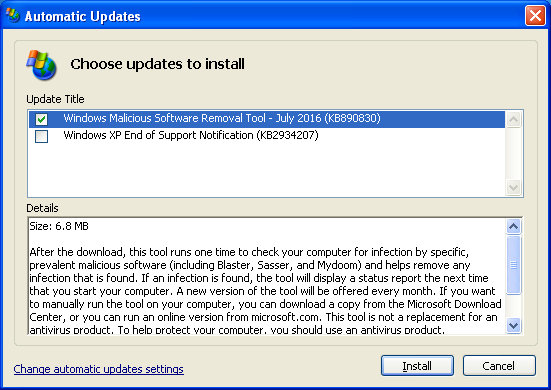 Automatic Updates
Choose updates to install
Update Title
Windows Malicious Software Removal Tool - July 2016 (KB890830)
Windows XP End of Support Notification (KB2934207)
Details
Size: 6.8 MB
After the download, this tool runs one time to check your computer for infection by specific,
prevalent malicious software (including Blaster, Sasser, and Mydoom) and helps remove any
infection that is found. If an infection is found, the tool will display a status report the next time
that you start your computer. A new version of the tool will be offered every month. If you want
to manually run the tool on your computer, you can download a copy from the Microsoft Download
Center, or you can run an online version from microsoft.com. This tool is not a replacement for an
antivirus product. To help protect your computer, you should use an antivirus product.
Change automatic updates settings
Install
Cancel